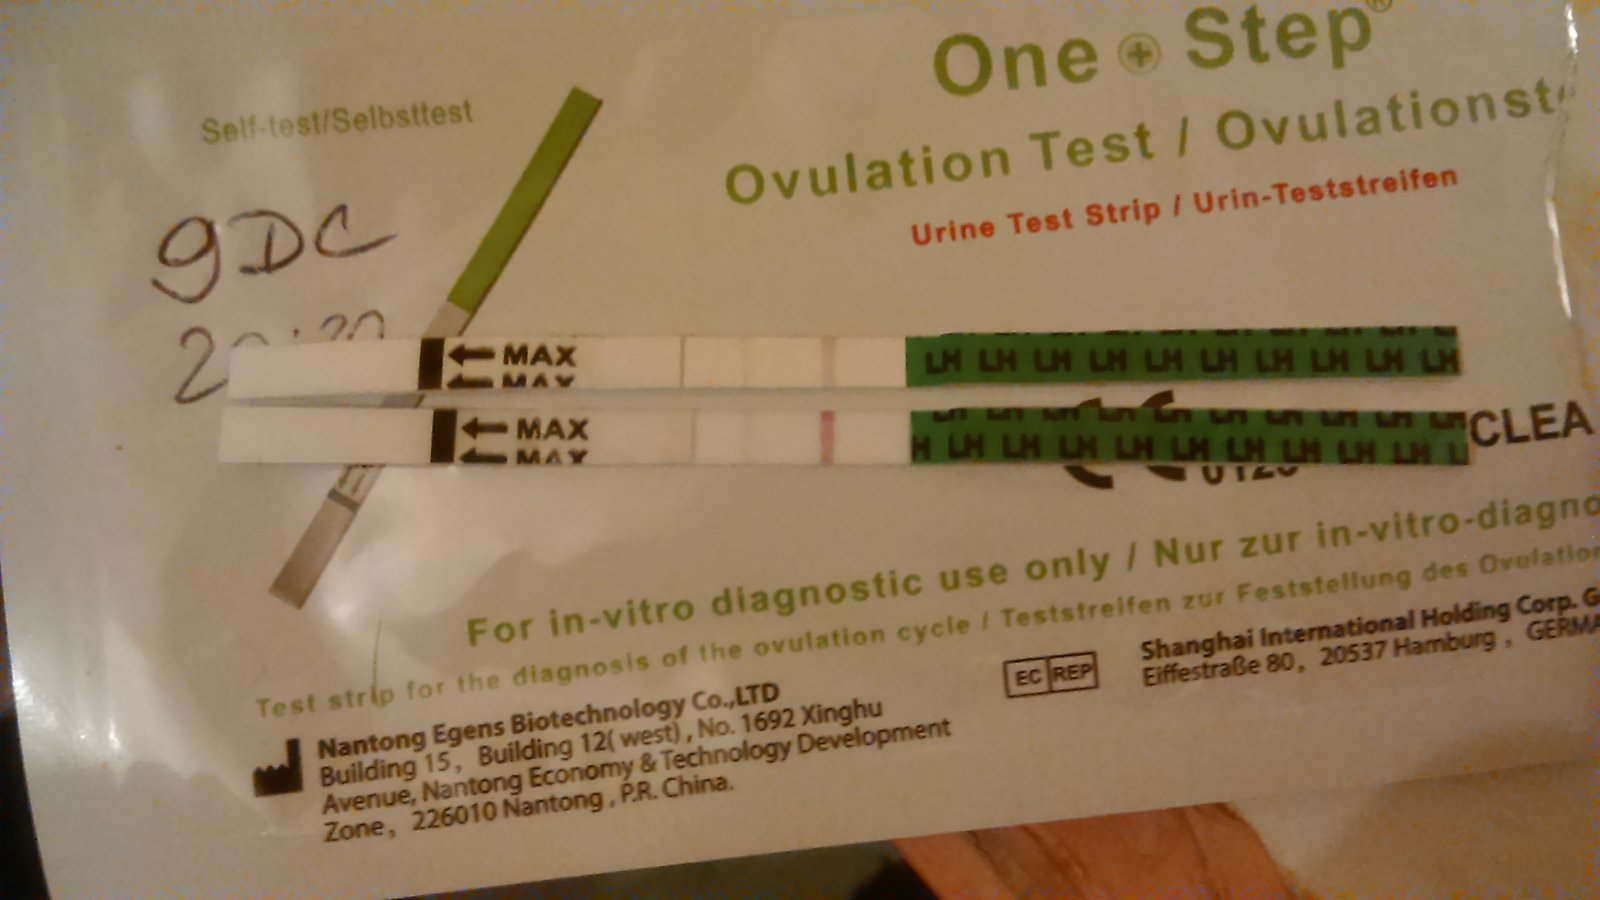 One + Step®
Self-test/Selbsttest
Ovulation Test / Ovulationst
Urine Test Strip / Urin-Teststreifen
9DC
MAX
LH LH LH LH LH LH LH LH LH LH
MAX
MAX
MAX
LH LH LH LH LH LH LH LH LH
CLEA
For in-vitro diagnostic use only / Nur zur in-vitro-diagno
Test strip for the diagnosis of the ovulation cycle / Teststreifen zur Feststellung des Ovulation
Nantong Egens Biotechnology Co.,LTD
Building 15, Building 12( west) , No. 1692 Xinghu
Avenue, Nantong Economy & Technology Development
Zone, 226010 Nantong , P.R. China.
EC REP
Shanghai International Holding Corp. G
Eiffestraße 80, 20537 Hamburg , GERMA